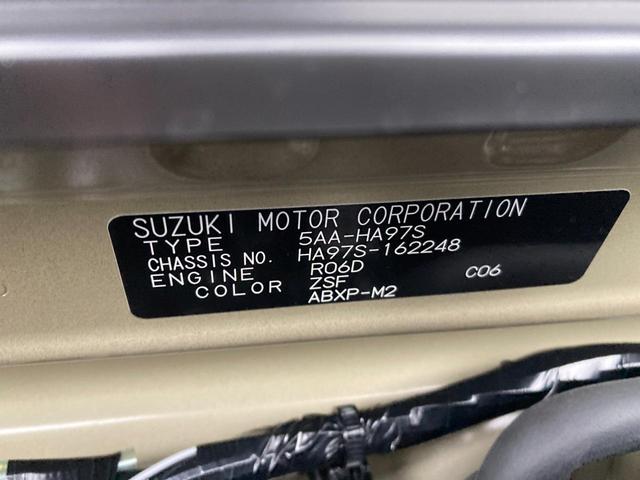 SUZUKI MOTOR CORPORATION
TYPE 5AA-HA97S
CHASSIS NO. HA97S-162248
ENGINE R06D C06
COLOR ZSF
ABXP-M2